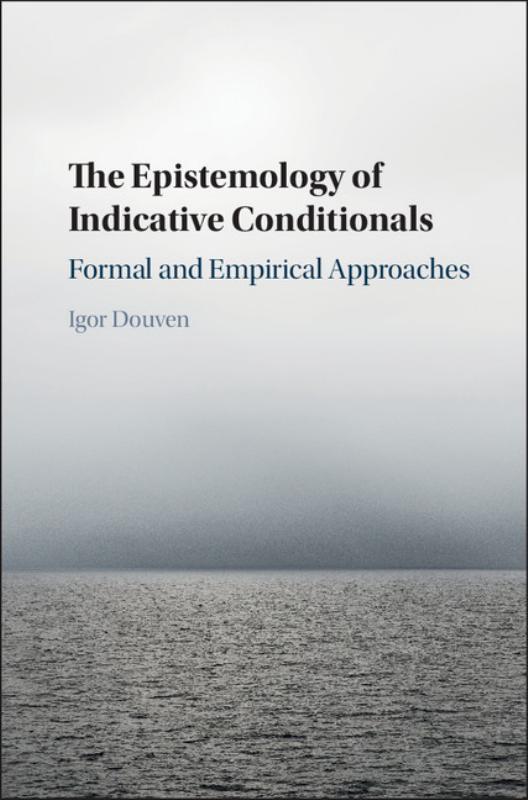 The Epistemology of
Indicative Conditionals
Formal and Empirical Approaches
Igor Douven